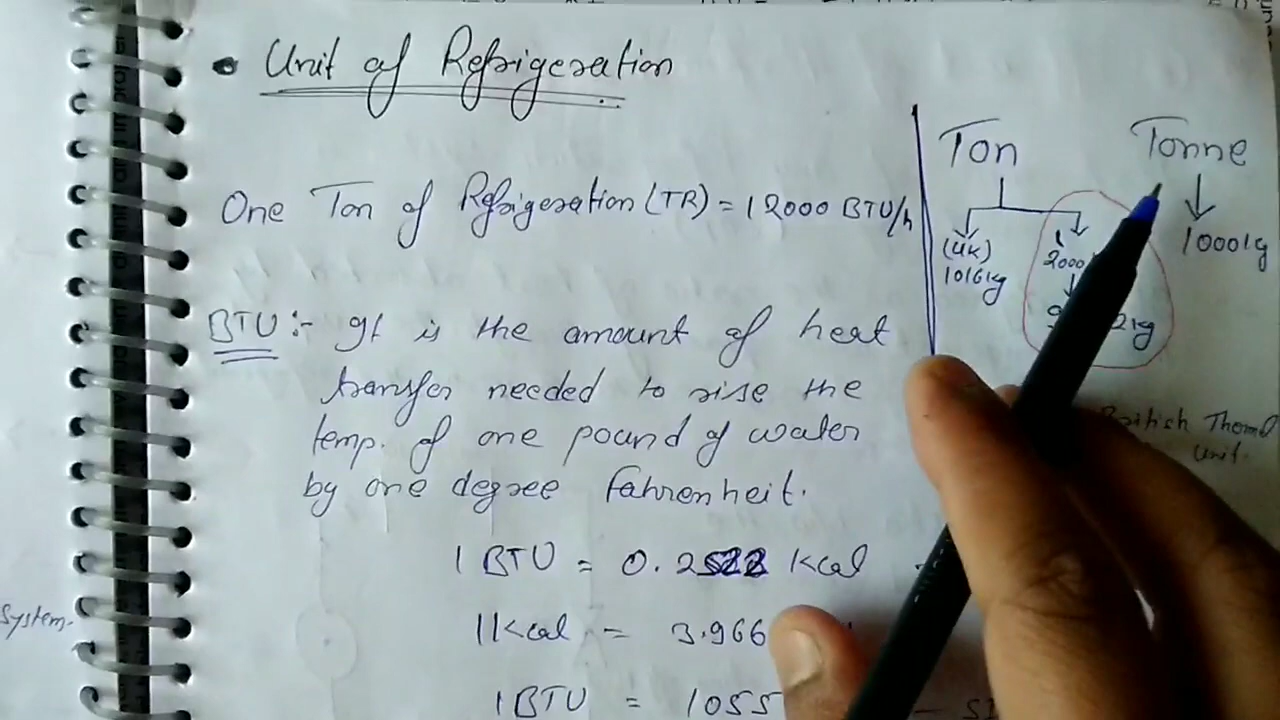 Unit of Refrigeration
One Ton of Refrigeration (TR) = 12000 BTU/h
Ton
Tonne
(UK)
1016 kg
2000
1000 kg
BTU :- It is the amount of heat
transfer needed to rise the
temp. of one pound of water
by one degree Fahrenheit.
British Thermal
unit.
1 BTU = 0.2522 Kcal
1 Kcal = 3.966
1 BTU = 1055
System.